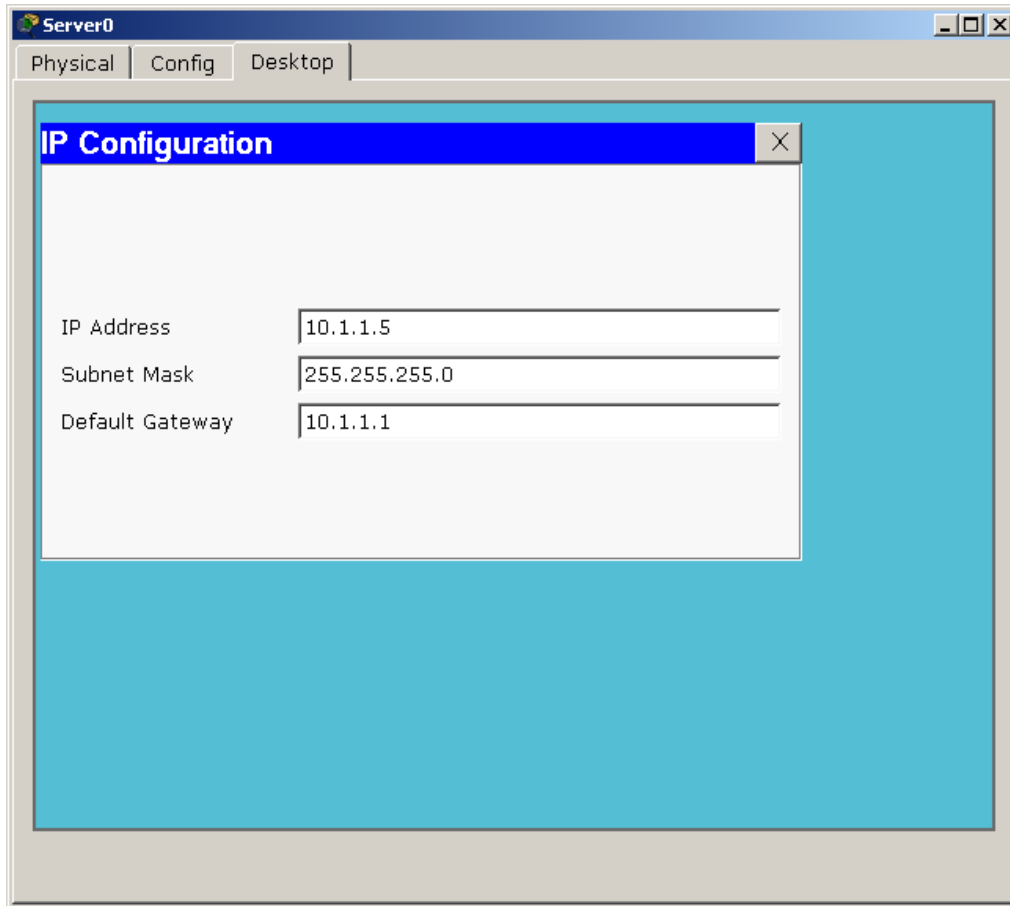 Server0
Physical Config Desktop
IP Configuration
IP Address 10.1.1.5
Subnet Mask 255.255.255.0
Default Gateway 10.1.1.1